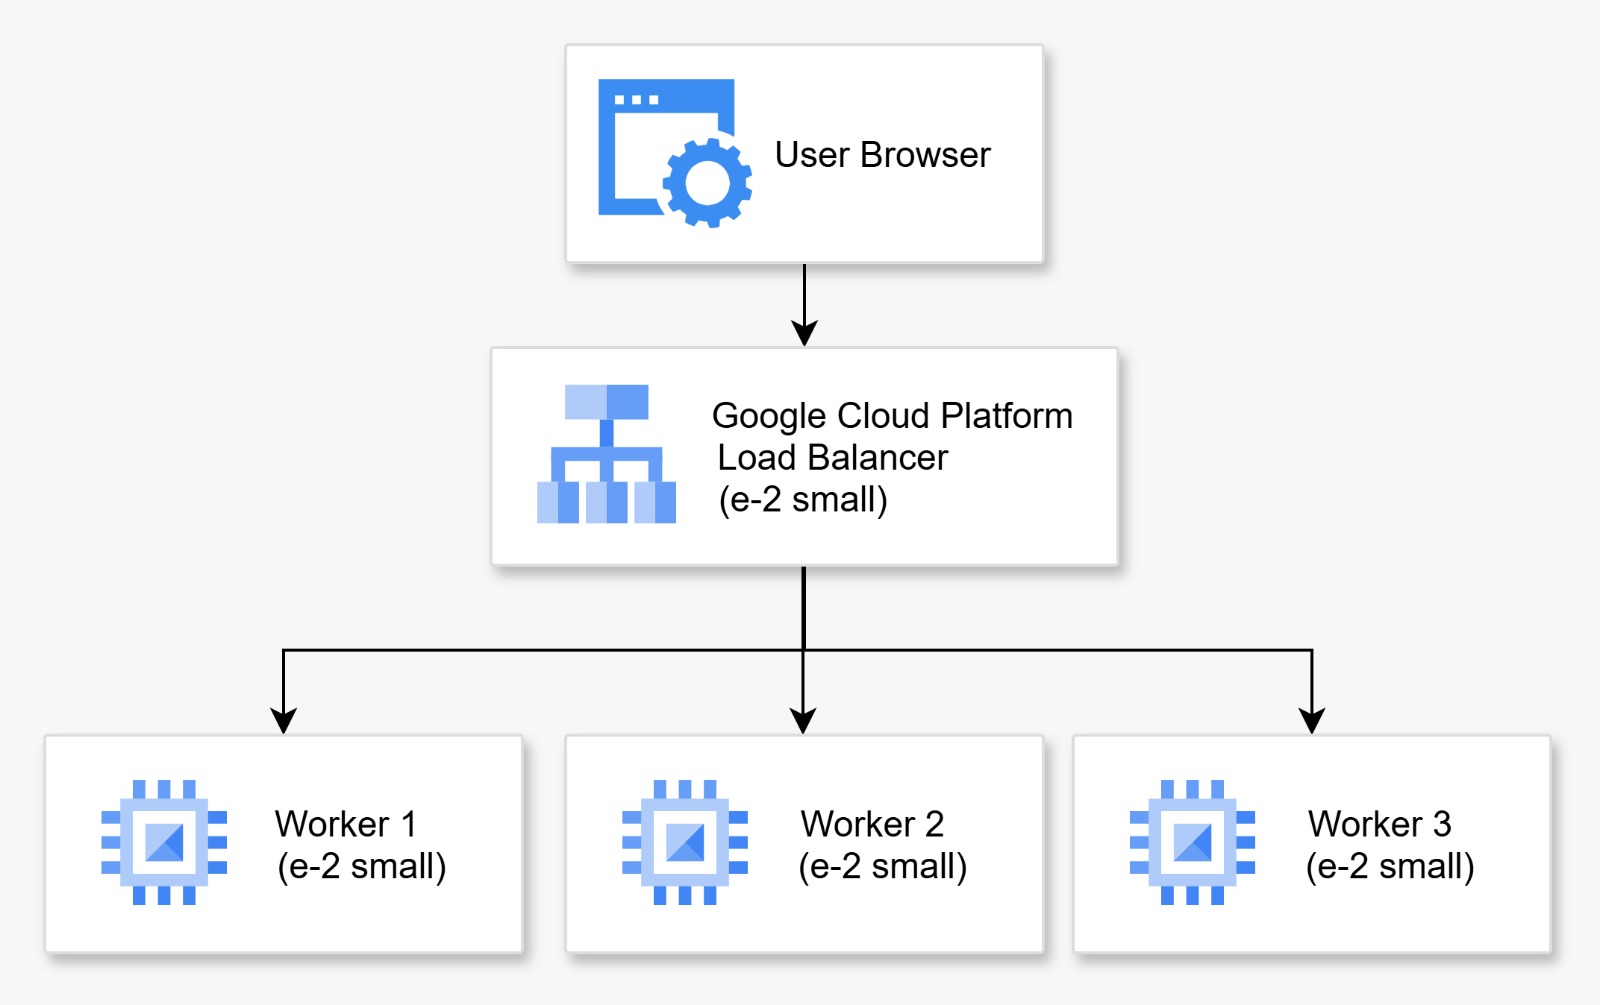 User Browser
Google Cloud Platform
Load Balancer
(e-2 small)
Worker 1
(e-2 small)
Worker 2
(e-2 small)
Worker 3
(e-2 small)